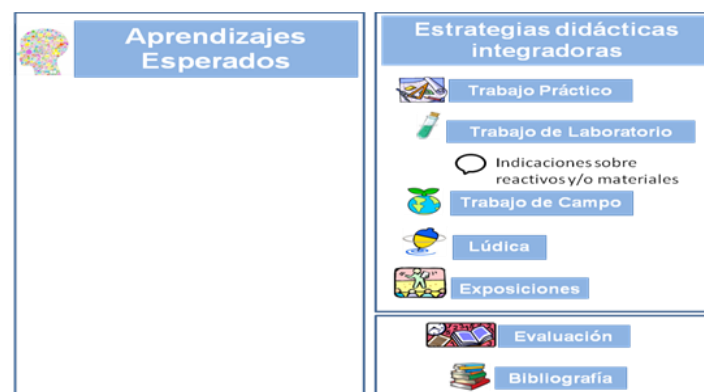 Aprendizajes
Esperados
Estrategias didácticas
integradoras
Trabajo Práctico
Trabajo de Laboratorio
Indicaciones sobre
reactivos y/o materiales
Trabajo de Campo
Lúdica
Exposiciones
Evaluación
Bibliografía